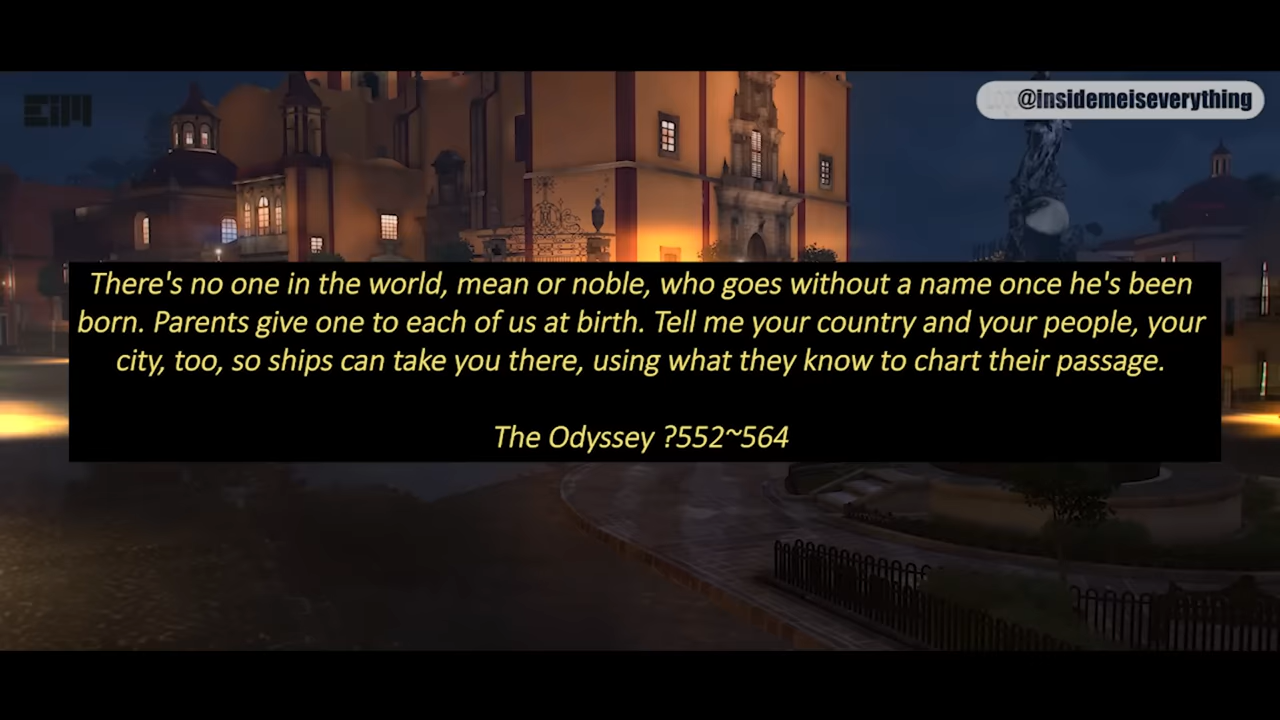 EIM
@insidemeiseverything
There's no one in the world, mean or noble, who goes without a name once he's been
born. Parents give one to each of us at birth. Tell me your country and your people, your
city, too, so ships can take you there, using what they know to chart their passage.
The Odyssey ?552~564